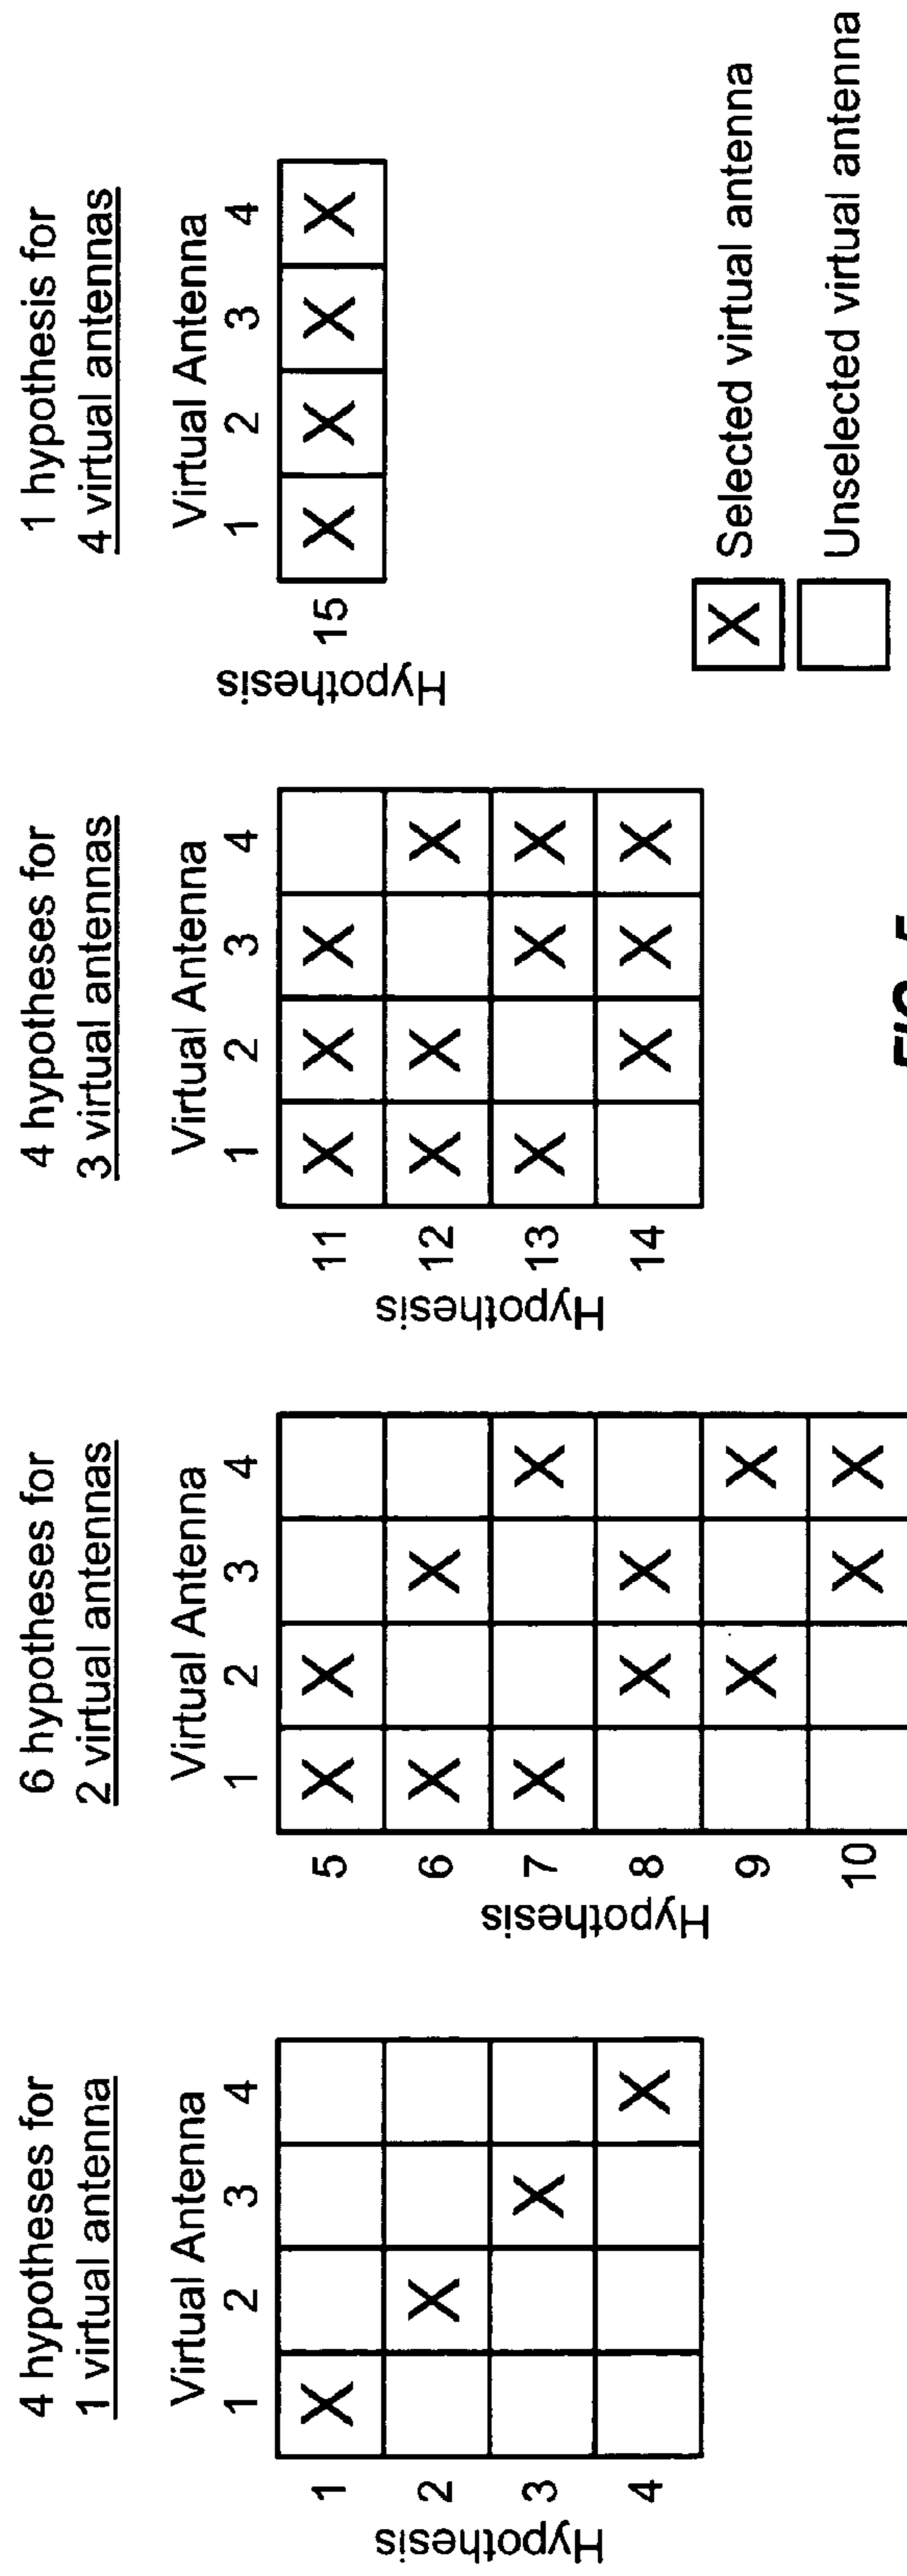 4 hypotheses for
1 virtual antenna
Virtual Antenna
1 2 3 4
Hypothesis
1 X
2 X
3 X
4 X
6 hypotheses for
2 virtual antennas
Virtual Antenna
1 2 3 4
Hypothesis
5 X X
6 X X
7 X X
8 X X
9 X X
10 X X
4 hypotheses for
3 virtual antennas
Virtual Antenna
1 2 3 4
Hypothesis
11 X X X
12 X X X
13 X X X
14 X X X
1 hypothesis for
4 virtual antennas
Virtual Antenna
1 2 3 4
Hypothesis
15 X X X X
X Selected virtual antenna
Unselected virtual antenna